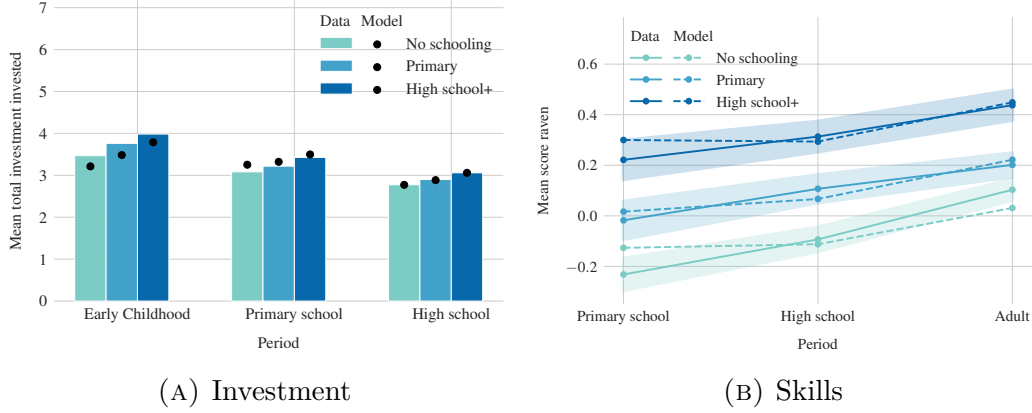 7
6
5
4
3
2
1
0
Mean total investment invested
Data Model
No schooling
Primary
High school+
Early Childhood Primary school High school
Period
(A) Investment
0.6
0.4
0.2
0.0
−0.2
Mean score raven
Data Model
No schooling
Primary
High school+
Primary school High school Adult
Period
(B) Skills